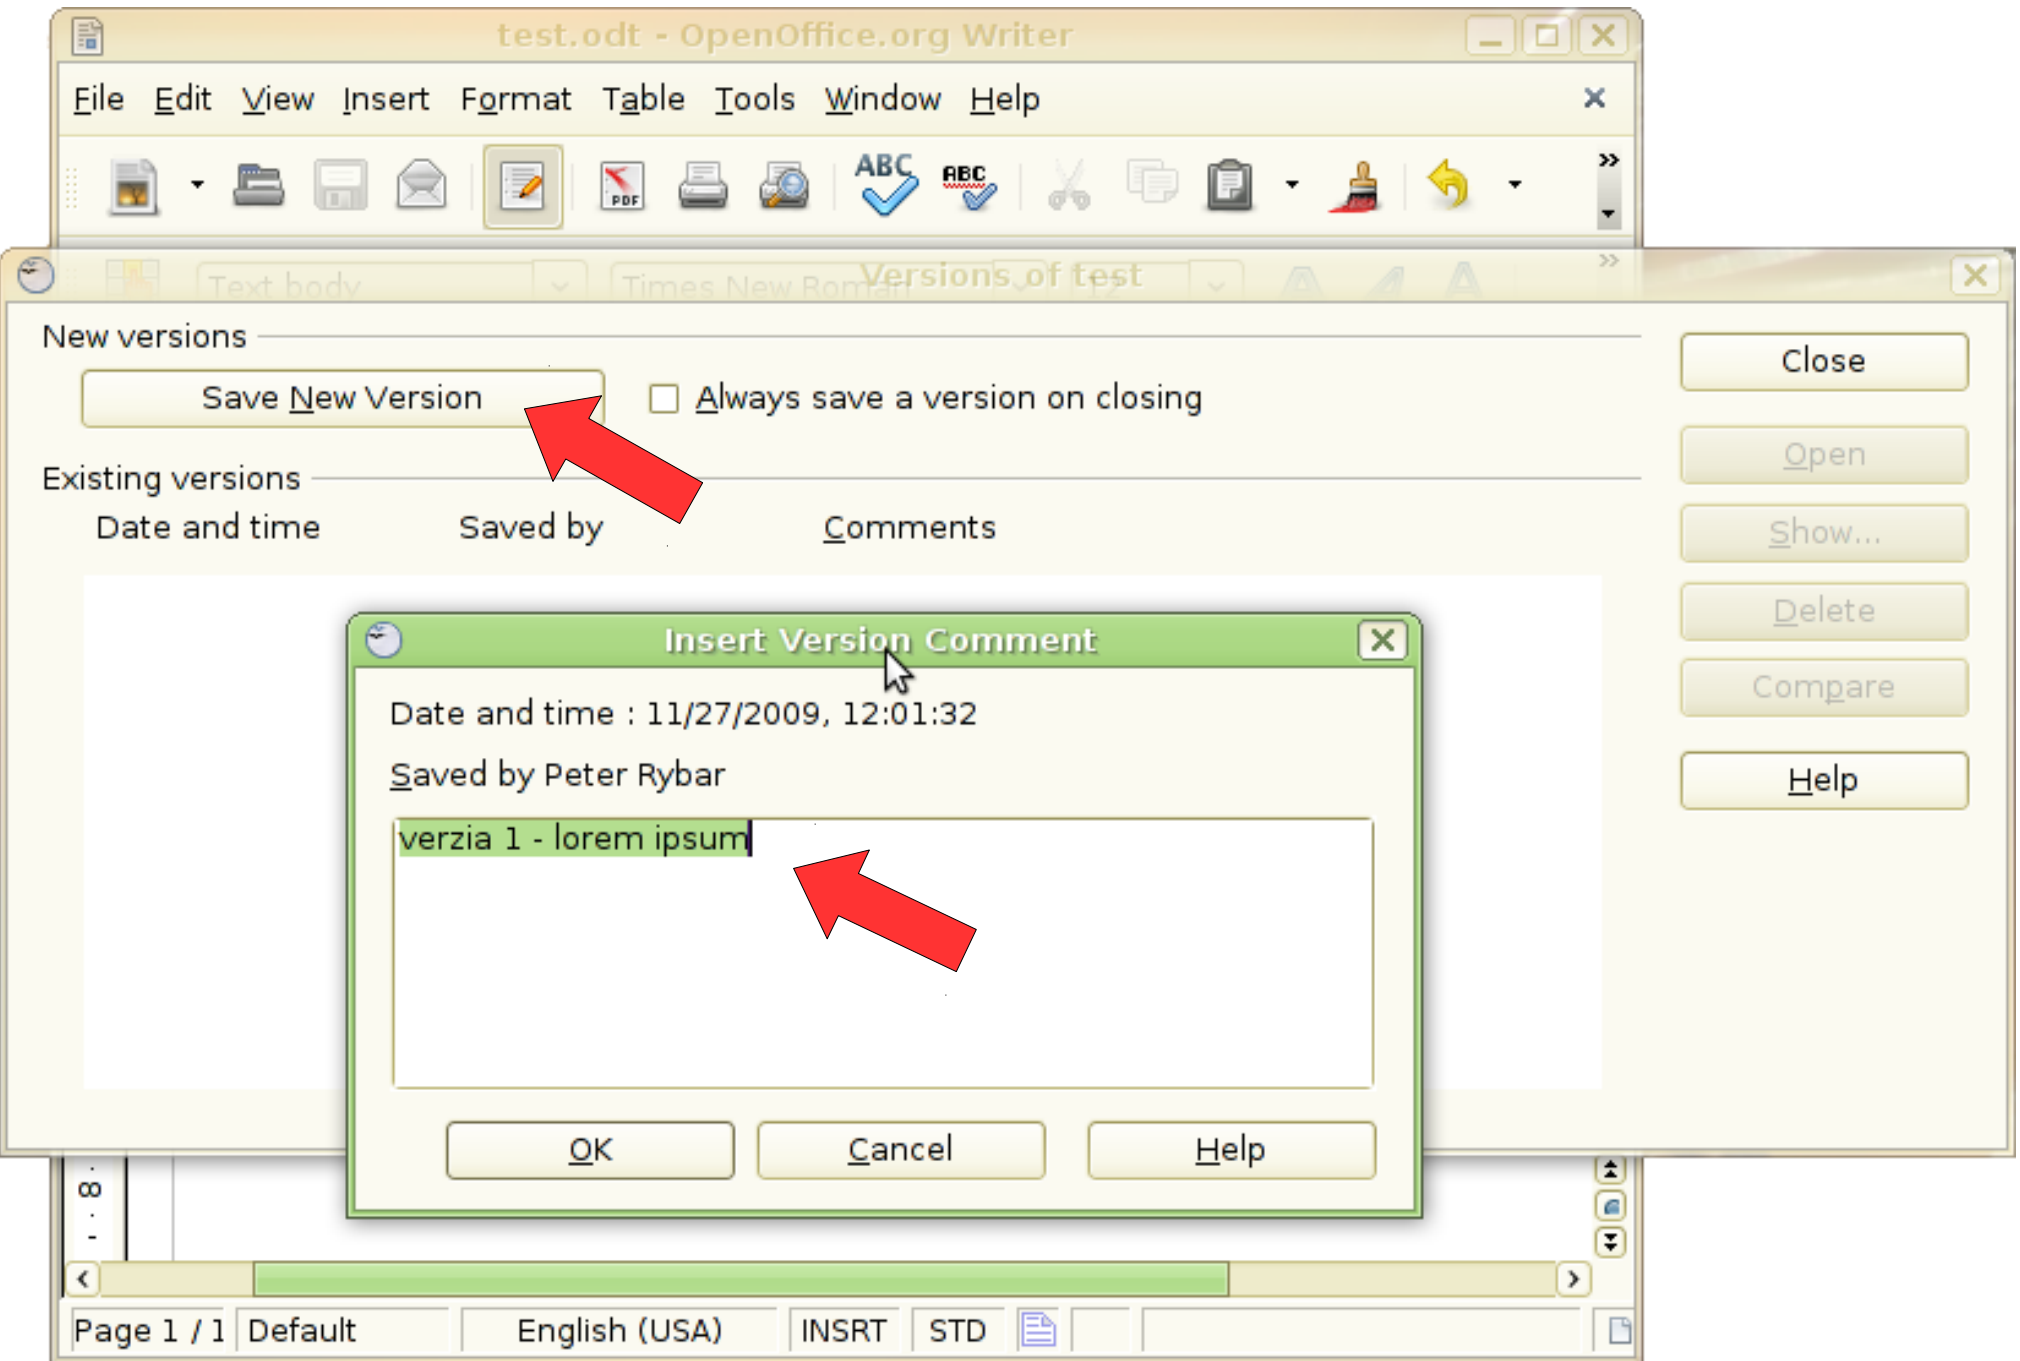 test.odt - OpenOffice.org Writer
File Edit View Insert Format Table Tools Window Help
PDF ABC ABC
Text body Times New Roman 12
Versions of test
New versions
Save New Version Always save a version on closing
Close
Open
Existing versions
Date and time Saved by Comments
Show...
Delete
Compare
Help
Insert Version Comment
Date and time : 11/27/2009, 12:01:32
Saved by Peter Rybar
verzia 1 - lorem ipsum
OK Cancel Help
8
Page 1 / 1 Default English (USA) INSRT STD